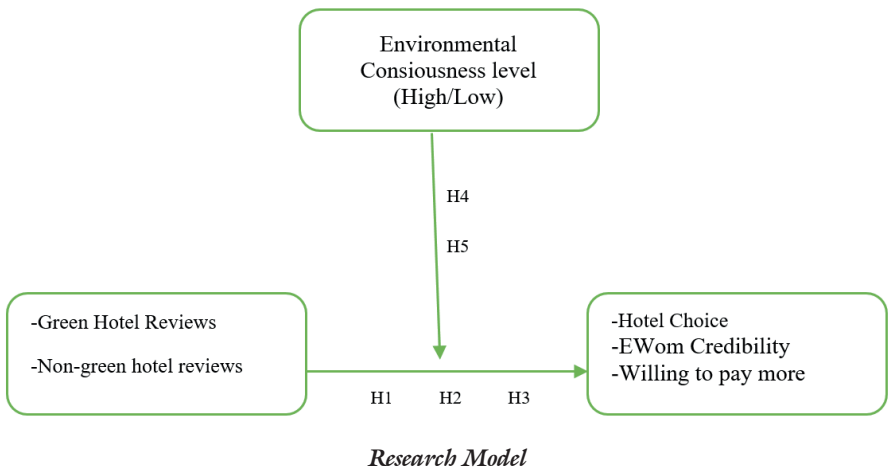 Environmental
Consiousness level
(High/Low)
H4
H5
-Green Hotel Reviews
-Non-green hotel reviews
-Hotel Choice
-EWom Credibility
-Willing to pay more
H1 H2 H3
Research Model